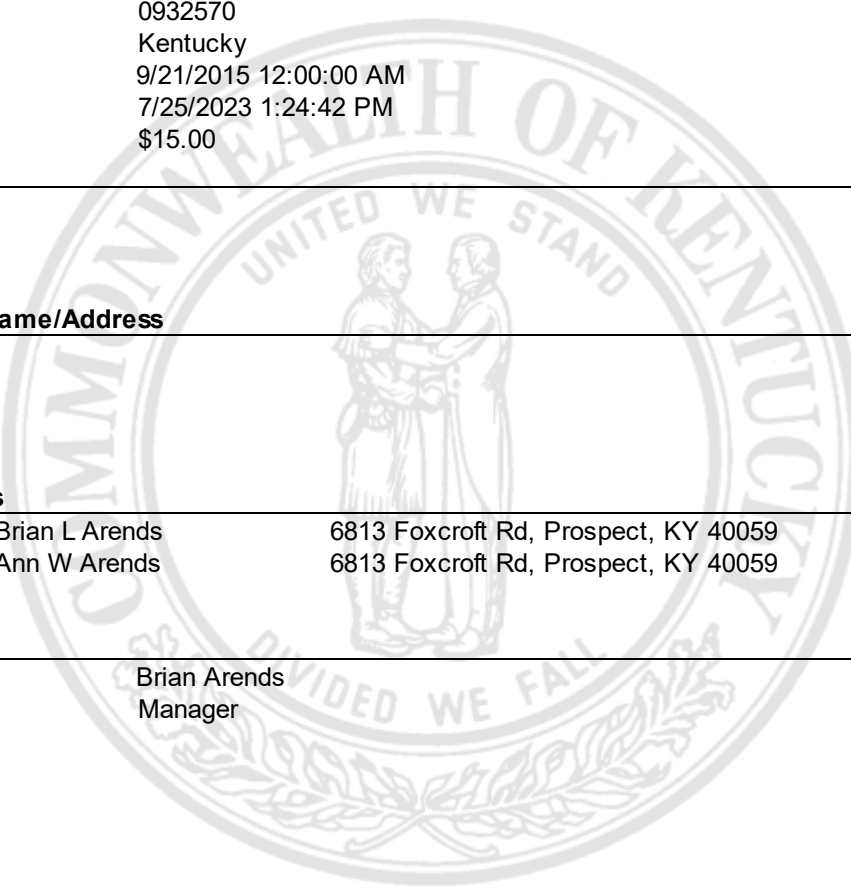 0932570
Kentucky
9/21/2015 12:00:00 AM
7/25/2023 1:24:42 PM
$15.00
COMMONWEALTH OF KENTUCKY
UNITED WE STAND
ame/Address
s
Brian L Arends 6813 Foxcroft Rd, Prospect, KY 40059
Ann W Arends 6813 Foxcroft Rd, Prospect, KY 40059
DIVIDED WE FALL
Brian Arends
Manager